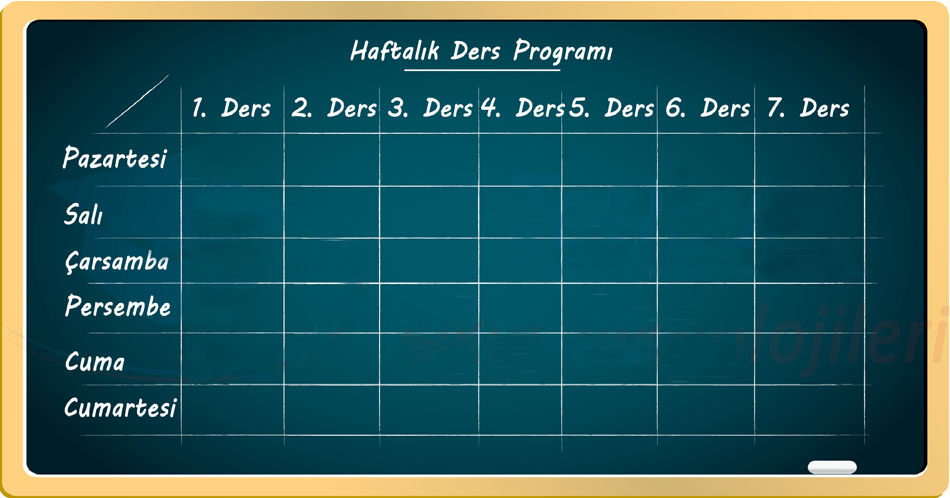 Haftalık Ders Programı
1. Ders 2. Ders 3. Ders 4. Ders 5. Ders 6. Ders 7. Ders
Pazartesi
Salı
Çarsamba
Persembe
Cuma
Cumartesi
lojileri